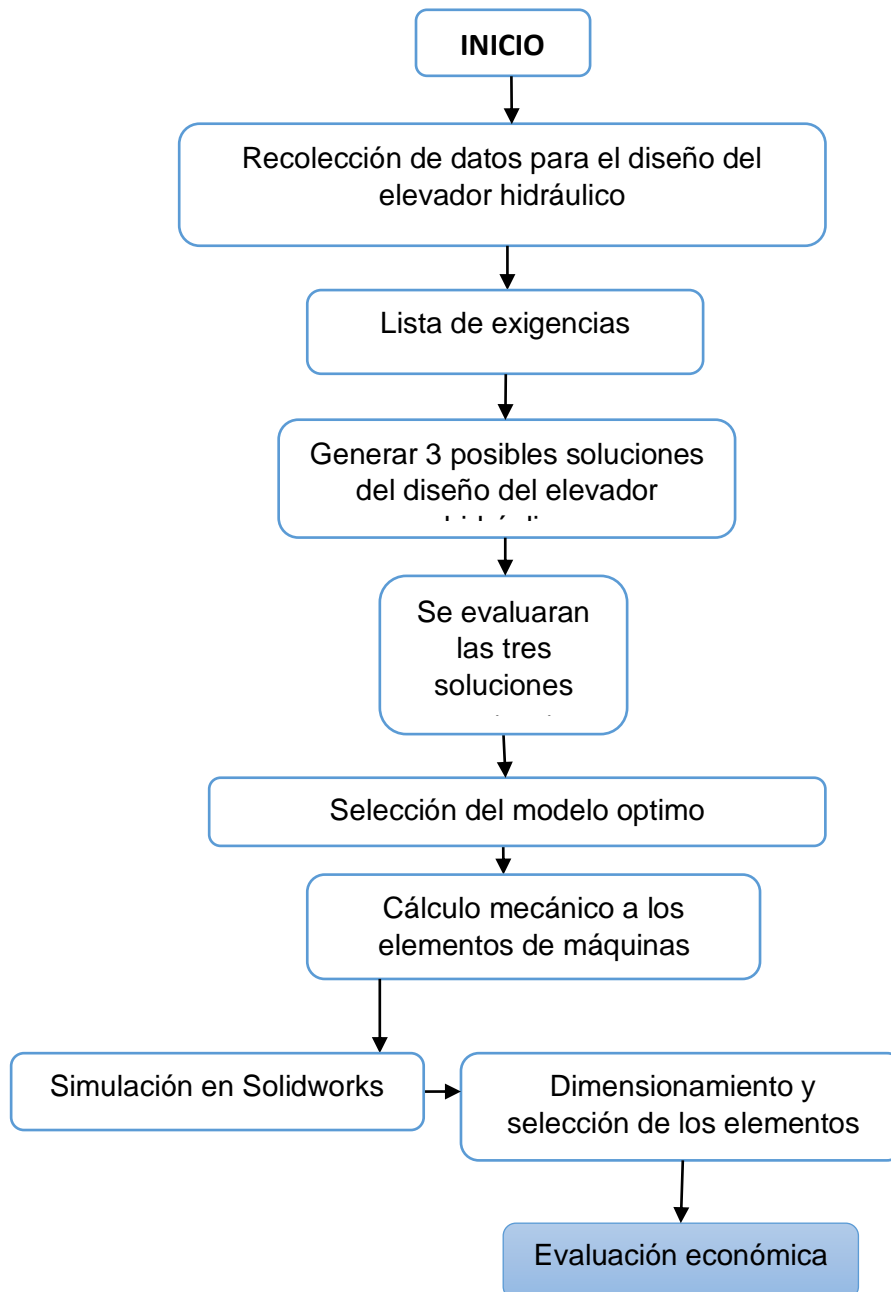 INICIO
Recolección de datos para el diseño del
elevador hidráulico
Lista de exigencias
Generar 3 posibles soluciones
del diseño del elevador
Se evaluaran
las tres
soluciones
Selección del modelo optimo
Cálculo mecánico a los
elementos de máquinas
Simulación en Solidworks
Dimensionamiento y
selección de los elementos
Evaluación económica